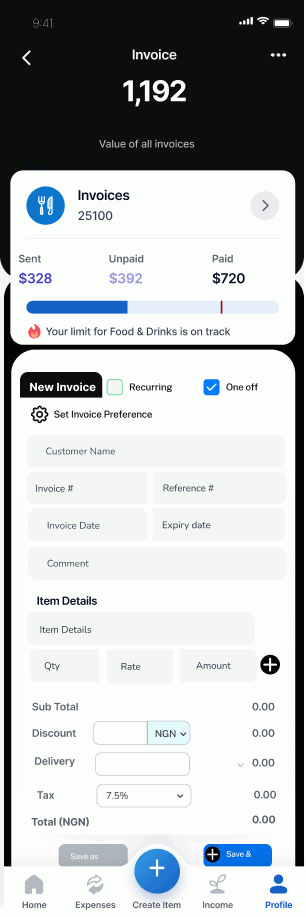 9:41
Invoice
1,192
Value of all invoices
Invoices
25100
Sent Unpaid Paid
$328 $392 $720
Your limit for Food & Drinks is on track
New Invoice Recurring One off
Set Invoice Preference
Customer Name
Invoice # Reference #
Invoice Date Expiry date
Comment
Item Details
Item Details
Qty Rate Amount
Sub Total 0.00
Discount NGN 0.00
Delivery 0.00
Tax 7.5% 0.00
Total (NGN) 0.00
Save as Save &
Home Expenses Create Item Income Profile